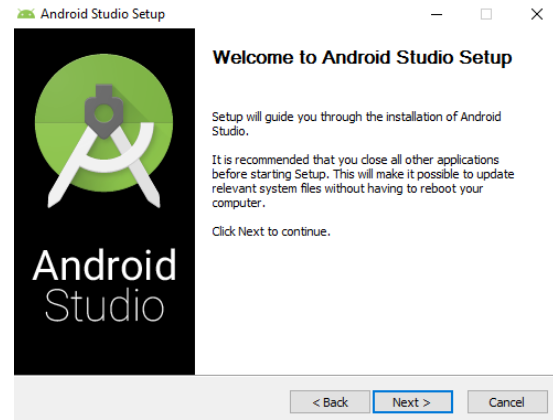 Android Studio Setup
Welcome to Android Studio Setup
Setup will guide you through the installation of Android
Studio.
It is recommended that you close all other applications
before starting Setup. This will make it possible to update
relevant system files without having to reboot your
computer.
Click Next to continue.
Android
Studio
< Back Next > Cancel